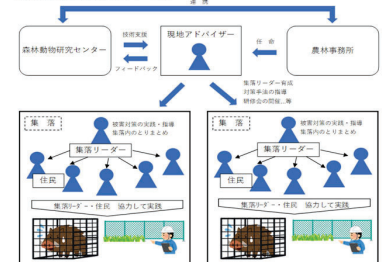 連 携
森林動物研究センター
技術支援
フィードバック
現地アドバイザー
任 命
農林事務所
集落リーダー育成
対策手法の指導
研修会の開催…等
集 落
被害対策の実践・指導
集落内のとりまとめ
集落リーダー
住民
集落ﾘｰﾀﾞｰ・住民 協力して実践
集 落
被害対策の実践・指導
集落内のとりまとめ
集落リーダー
住民
集落ﾘｰﾀﾞｰ・住民 協力して実践